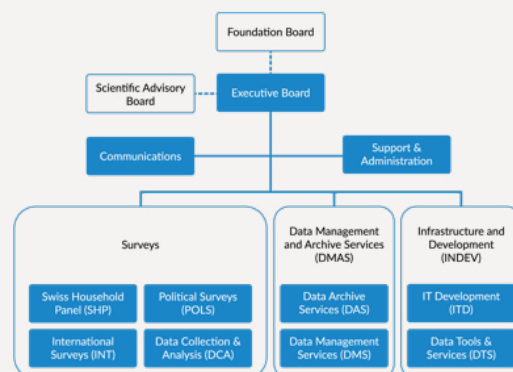 Foundation Board
Scientific Advisory
Board
Executive Board
Communications
Support &
Administration
Surveys
Swiss Household
Panel (SHP)
Political Surveys
(POLS)
International
Surveys (INT)
Data Collection &
Analysis (DCA)
Data Management
and Archive Services
(DMAS)
Data Archive
Services (DAS)
Data Management
Services (DMS)
Infrastructure and
Development
(INDEV)
IT Development
(ITD)
Data Tools
& Services (DTS)